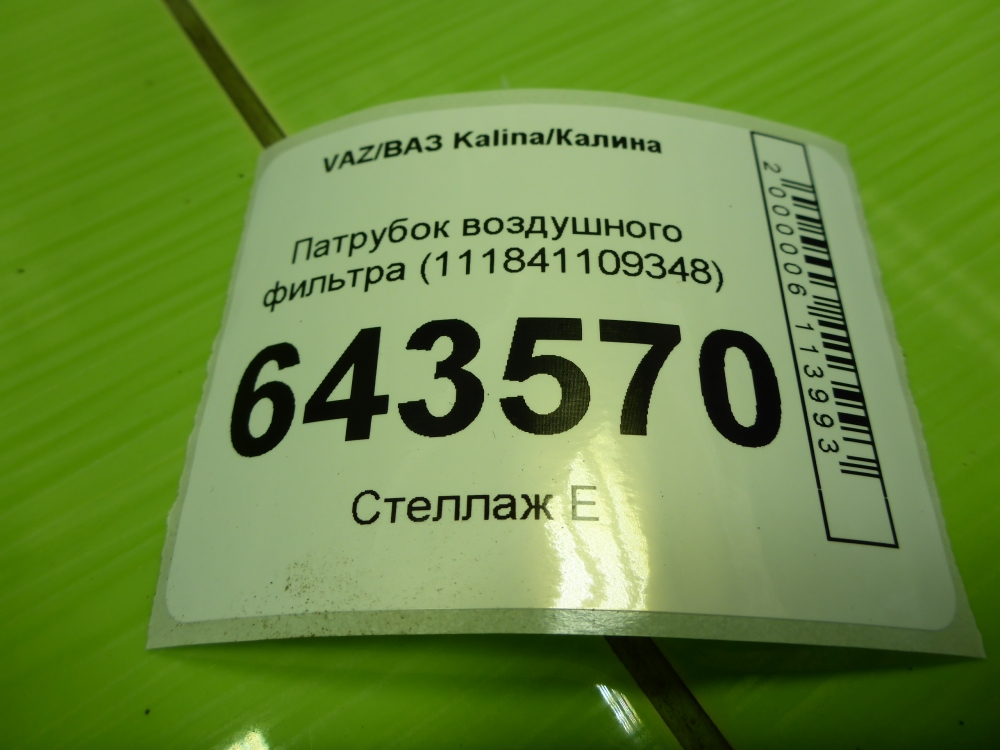 VAZ/ВАЗ Kalina/Калина
Патрубок воздушного
фильтра (111841109348)
643570
Стеллаж Е
2000006113993